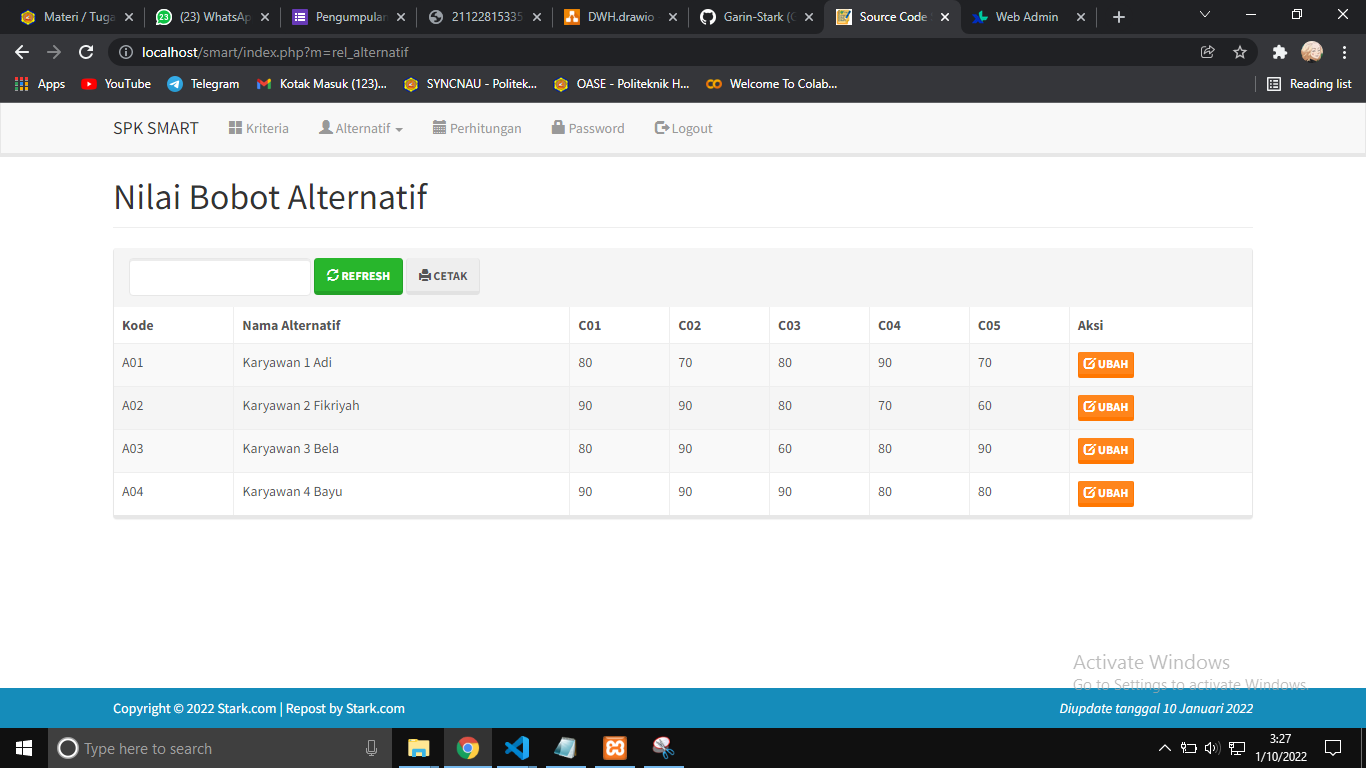 Materi / Tuga
(23) WhatsAp
Pengumpulan
21122815335
DWH.drawio
Garin-Stark (G
Source Code
Web Admin
localhost/smart/index.php?m=rel_alternatif
Apps
YouTube
Telegram
Kotak Masuk (123)...
SYNCNAU - Politek...
OASE - Politeknik H...
Welcome To Colab...
Reading list
SPK SMART
Kriteria
Alternatif
Perhitungan
Password
Logout
Nilai Bobot Alternatif
REFRESH
CETAK
Kode Nama Alternatif C01 C02 C03 C04 C05 Aksi
A01 Karyawan 1 Adi 80 70 80 90 70 UBAH
A02 Karyawan 2 Fikriyah 90 90 80 70 60 UBAH
A03 Karyawan 3 Bela 80 90 60 80 90 UBAH
A04 Karyawan 4 Bayu 90 90 90 80 80 UBAH
Activate Windows
Go to Settings to activate Windows.
Copyright © 2022 Stark.com | Repost by Stark.com
Diupdate tanggal 10 Januari 2022
Type here to search
3:27
1/10/2022